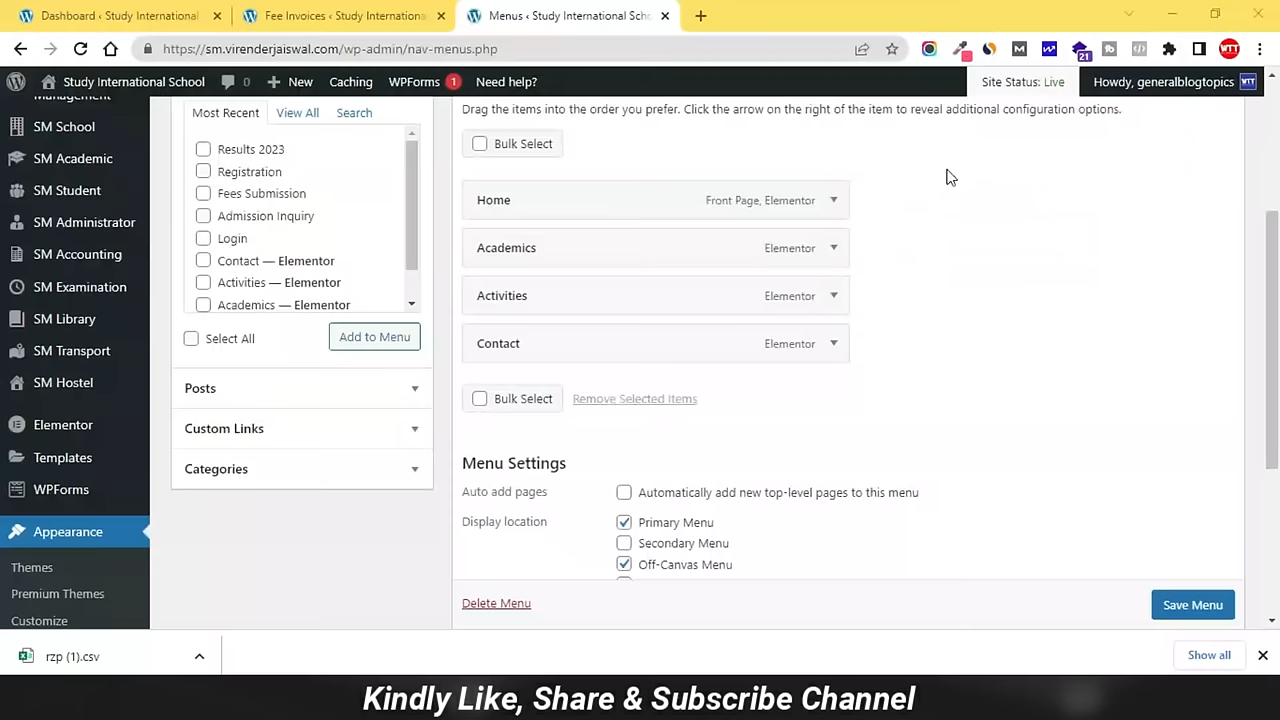 Dashboard ‹ Study International
Fee Invoices ‹ Study Internationa
Menus ‹ Study International Scho
https://sm.virenderjaiswal.com/wp-admin/nav-menus.php
21
WTT
Study International School
0
New
Caching
WPForms 1
Need help?
Site Status: Live
Howdy, generalblogtopics
WTT
Management
SM School
SM Academic
SM Student
SM Administrator
SM Accounting
SM Examination
SM Library
SM Transport
SM Hostel
Elementor
Templates
WPForms
Appearance
Themes
Premium Themes
Customize
Most Recent
View All
Search
Results 2023
Registration
Fees Submission
Admission Inquiry
Login
Contact — Elementor
Activities — Elementor
Academics — Elementor
Select All
Add to Menu
Posts
Custom Links
Categories
Drag the items into the order you prefer. Click the arrow on the right of the item to reveal additional configuration options.
Bulk Select
Home Front Page, Elementor
Academics Elementor
Activities Elementor
Contact Elementor
Bulk Select Remove Selected Items
Menu Settings
Auto add pages
Automatically add new top-level pages to this menu
Display location
Primary Menu
Secondary Menu
Off-Canvas Menu
Delete Menu
Save Menu
rzp (1).csv
Show all
Kindly Like, Share & Subscribe Channel